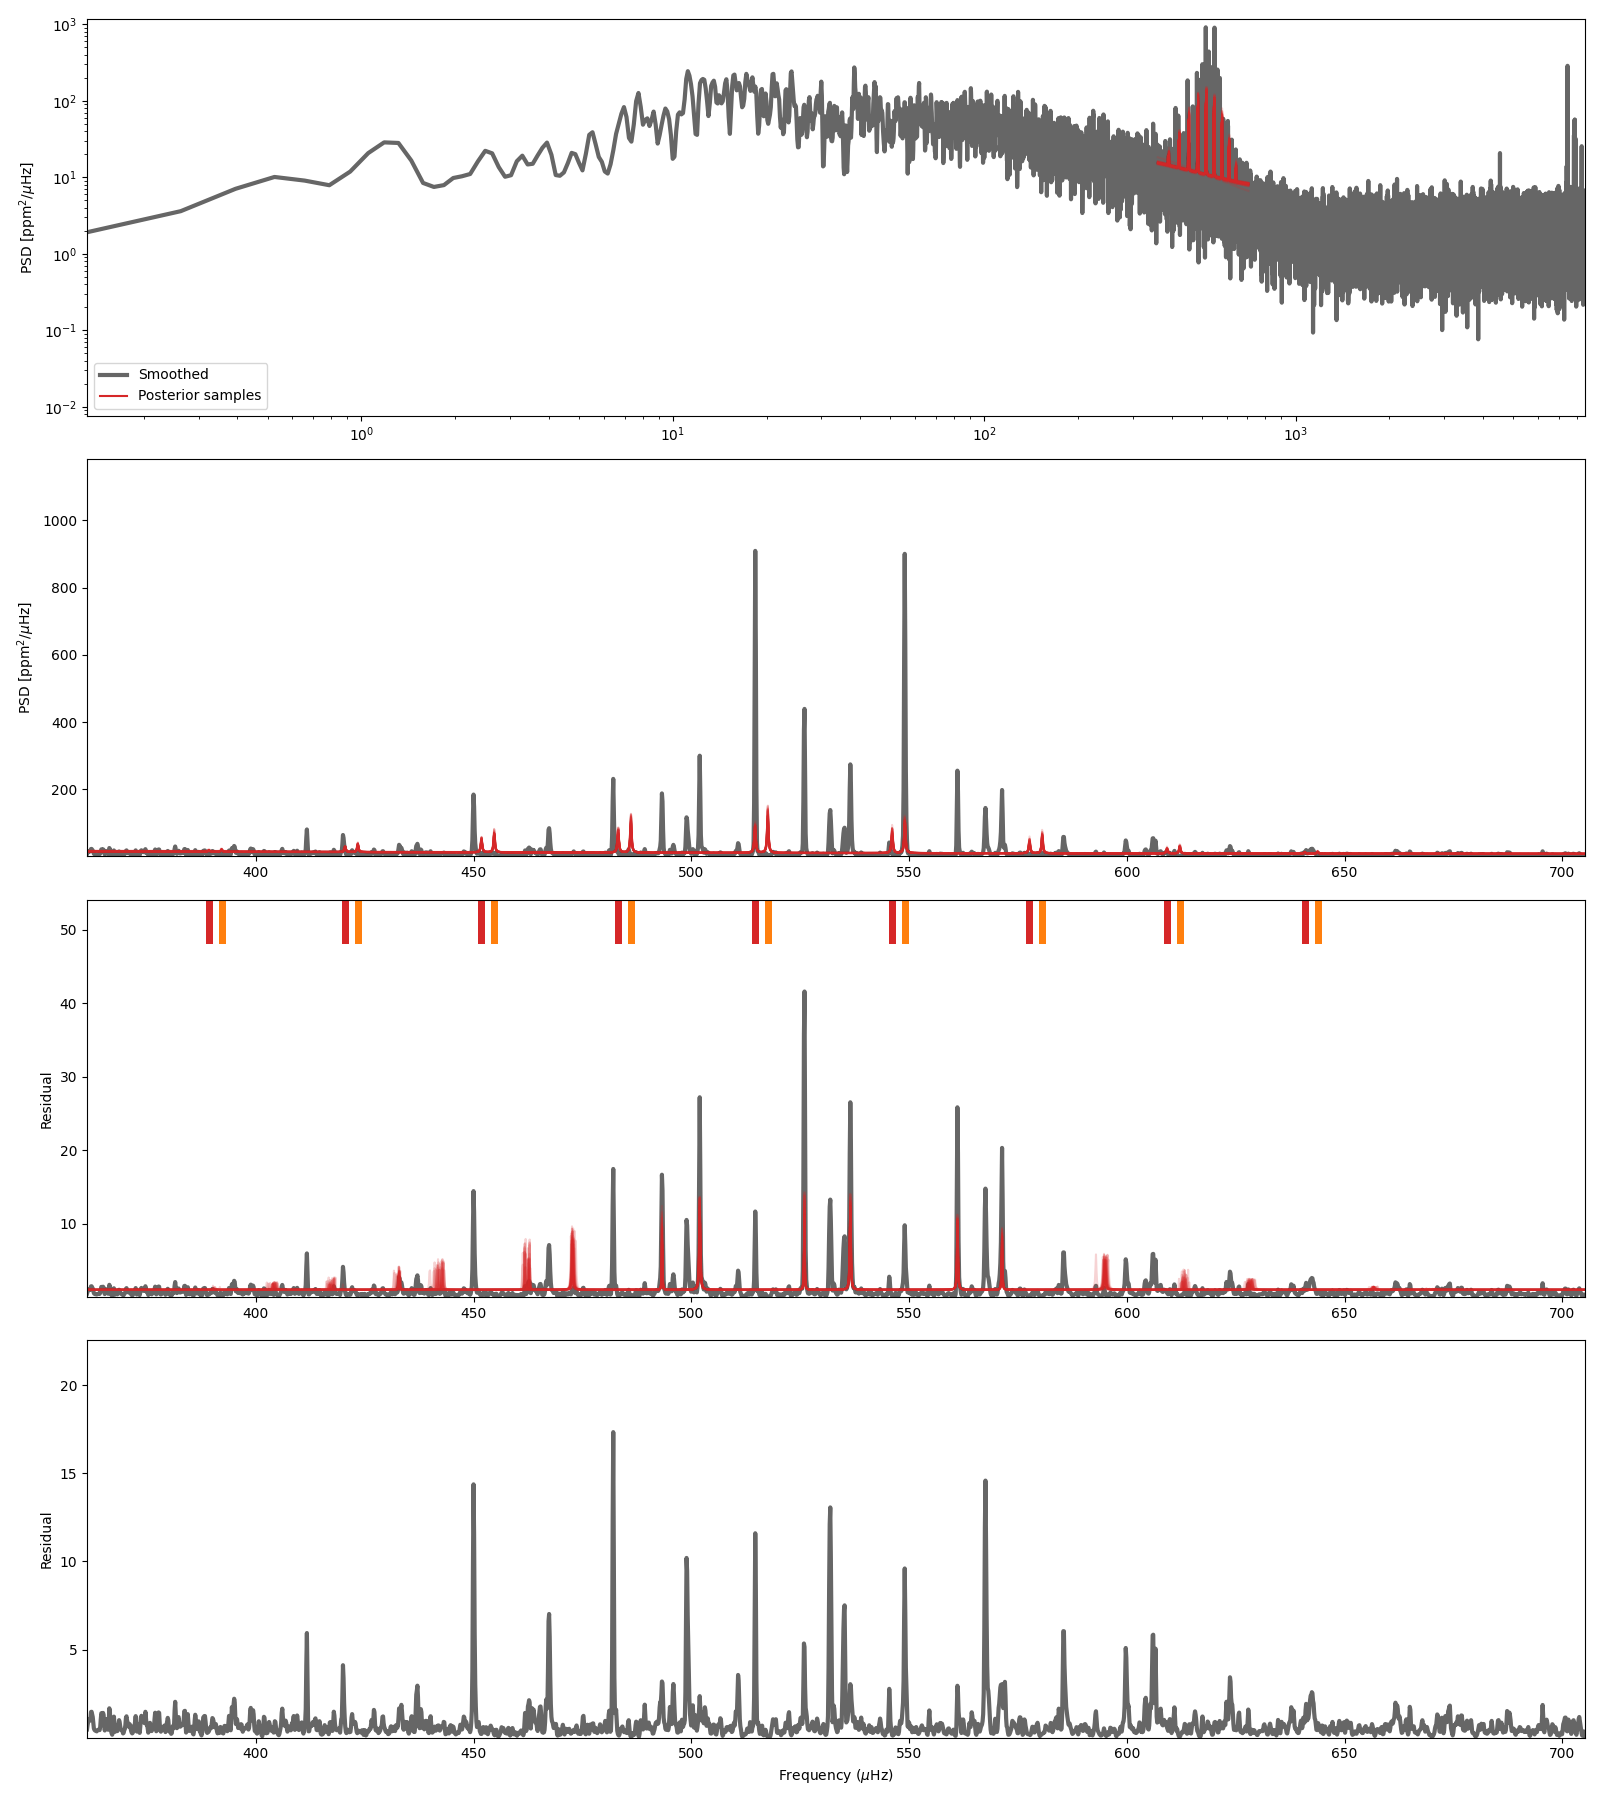 10³
10²
10¹
10⁰
10⁻¹
10⁻²
PSD [ppm²/μHz]
Smoothed
Posterior samples
10⁰ 10¹ 10² 10³
1000
800
600
400
200
PSD [ppm²/μHz]
400 450 500 550 600 650 700
50
40
30
20
10
Residual
400 450 500 550 600 650 700
20
15
10
5
Residual
400 450 500 550 600 650 700
Frequency (μHz)